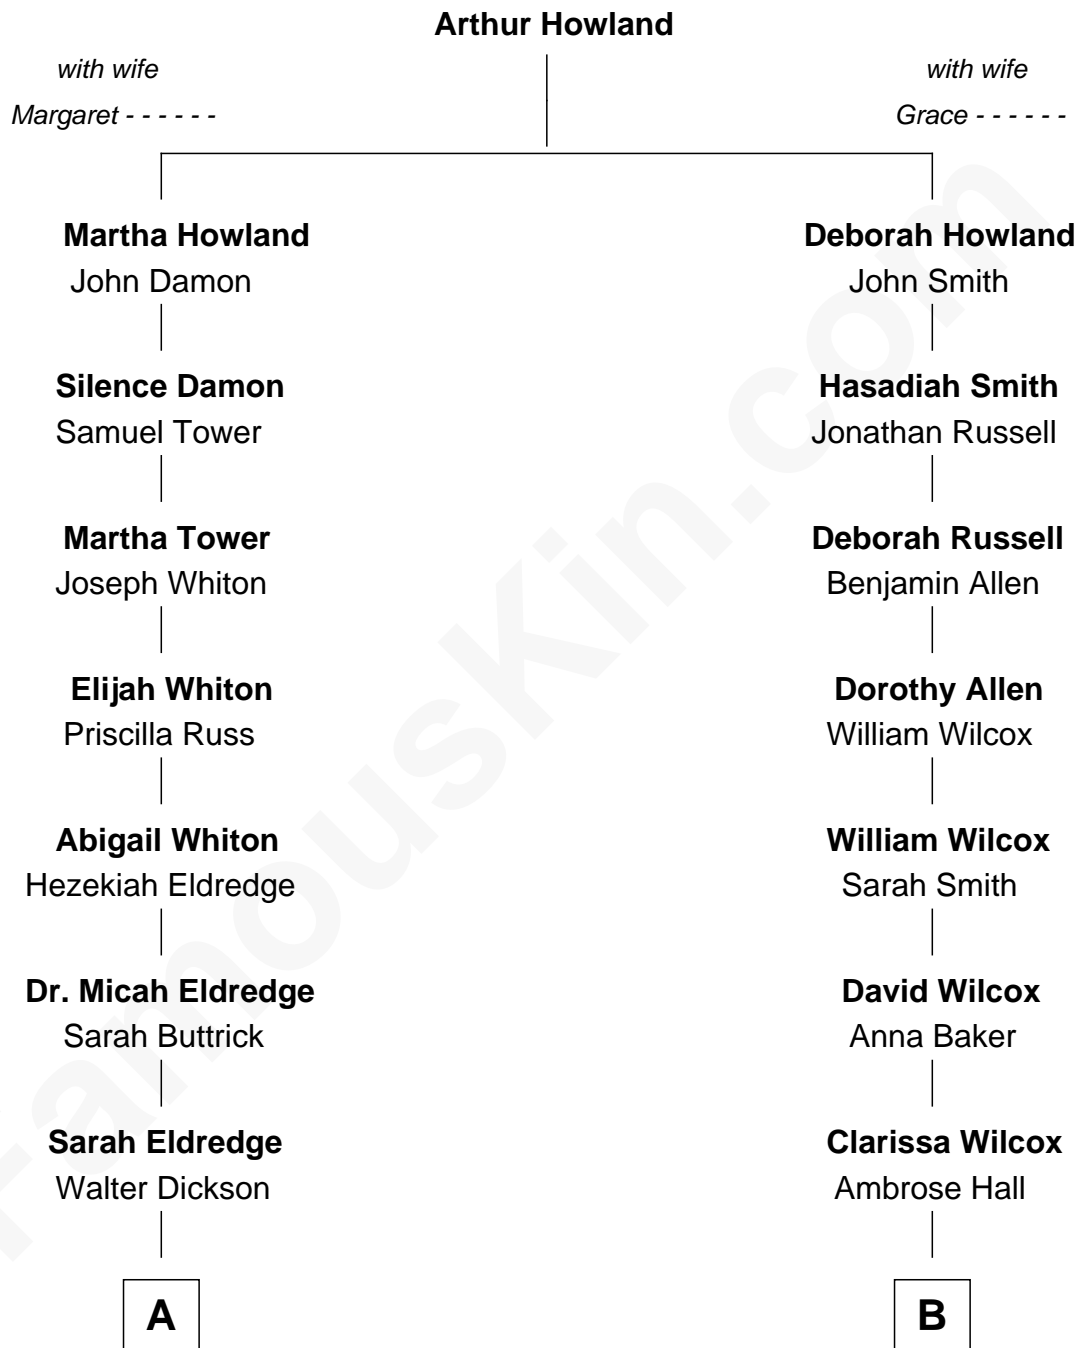 Arthur Howland
with wife
Margaret - - - - - -
with wife
Grace - - - - - -
Martha Howland
John Damon
Deborah Howland
John Smith
Silence Damon
Samuel Tower
Hasadiah Smith
Jonathan Russell
Martha Tower
Joseph Whiton
Deborah Russell
Benjamin Allen
Elijah Whiton
Priscilla Russ
Dorothy Allen
William Wilcox
Abigail Whiton
Hezekiah Eldredge
William Wilcox
Sarah Smith
Dr. Micah Eldredge
Sarah Buttrick
David Wilcox
Anna Baker
Sarah Eldredge
Walter Dickson
Clarissa Wilcox
Ambrose Hall
A
B
FamousKin.com